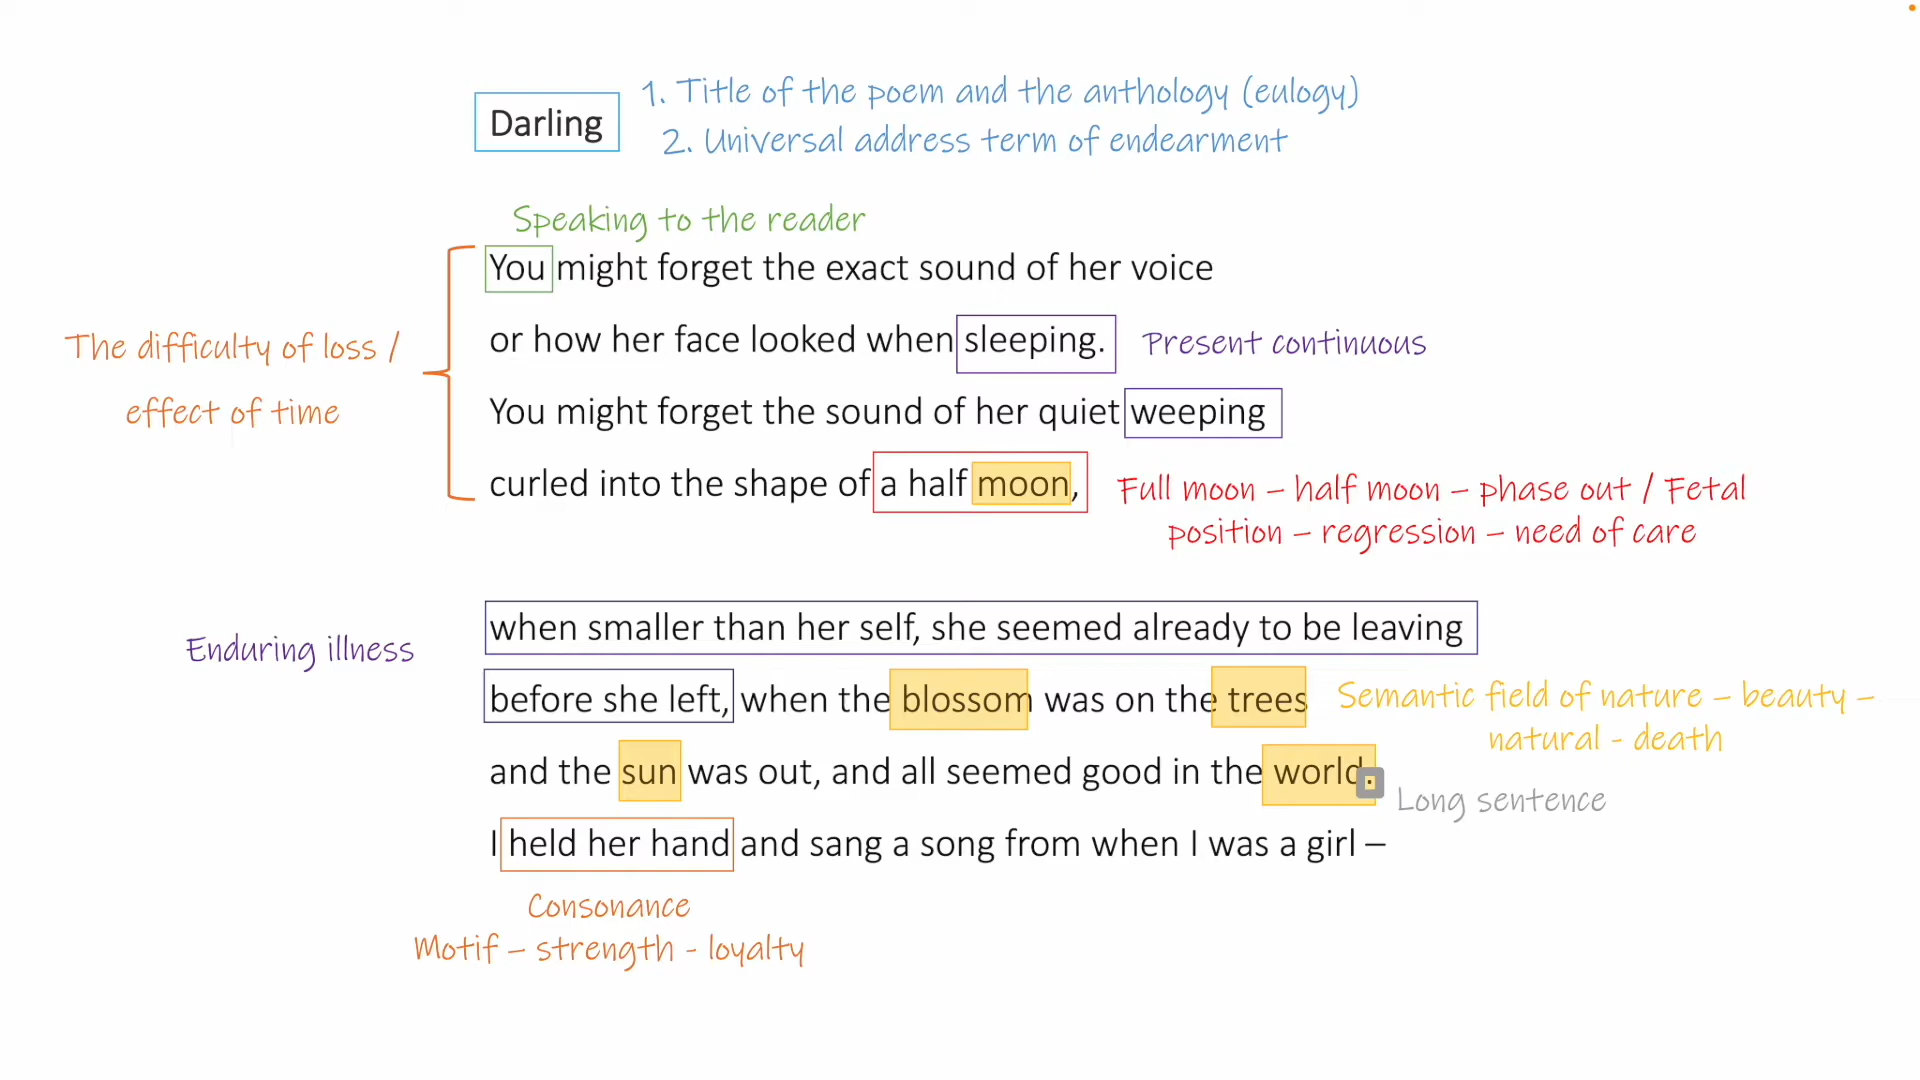 Darling
1. Title of the poem and the anthology (eulogy)
2. Universal address term of endearment
Speaking to the reader
You might forget the exact sound of her voice
or how her face looked when sleeping.
Present continuous
The difficulty of loss /
effect of time
You might forget the sound of her quiet weeping
curled into the shape of a half moon,
Full moon – half moon – phase out / Fetal
position – regression – need of care
when smaller than her self, she seemed already to be leaving
Enduring illness
before she left, when the blossom was on the trees
Semantic field of nature – beauty –
natural - death
and the sun was out, and all seemed good in the world.
Long sentence
I held her hand and sang a song from when I was a girl –
Consonance
Motif – strength - loyalty